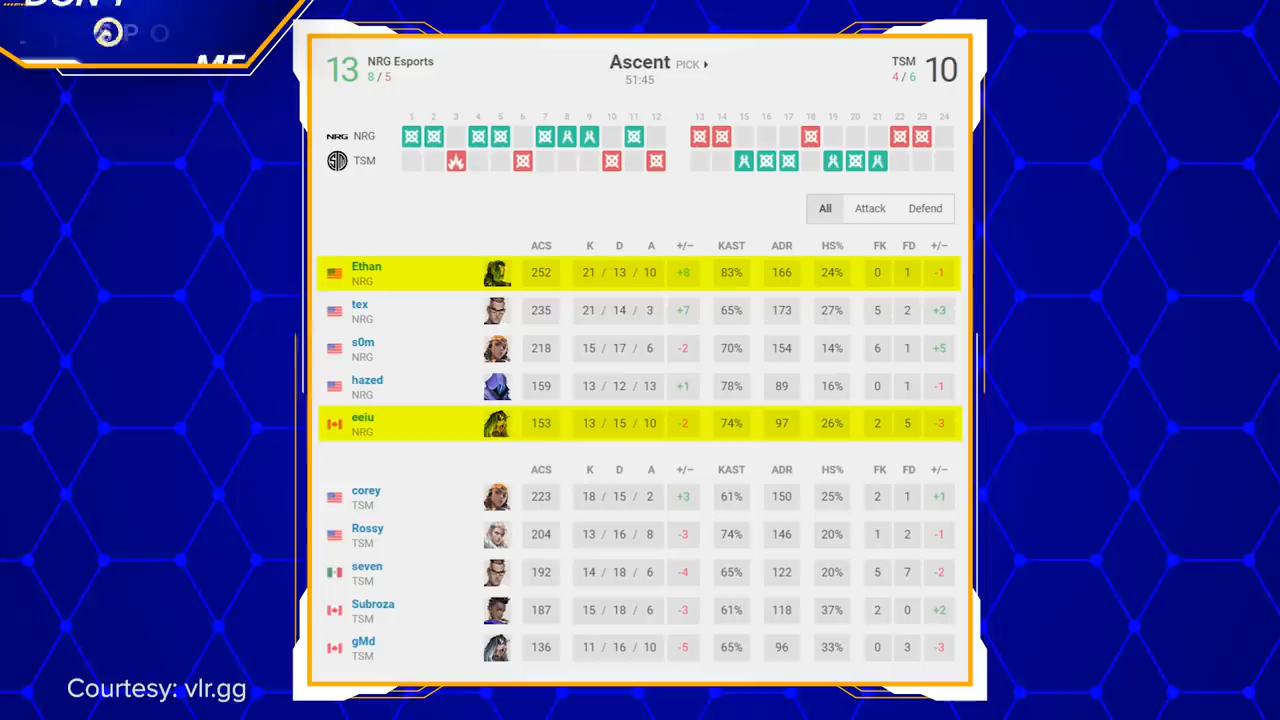 DON'T
ME
13 NRG Esports 8 / 5 Ascent PICK 51:45 TSM 4 / 6 10
1 2 3 4 5 6 7 8 9 10 11 12 13 14 15 16 17 18 19 20 21 22 23 24
NRG NRG
TSM
All Attack Defend
ACS K D A +/– KAST ADR HS% FK FD +/–
Ethan NRG 252 21 / 13 / 10 +8 83% 166 24% 0 1 -1
tex NRG 235 21 / 14 / 3 +7 65% 173 27% 5 2 +3
s0m NRG 218 15 / 17 / 6 -2 70% 154 14% 6 1 +5
hazed NRG 159 13 / 12 / 13 +1 78% 89 16% 0 1 -1
eeiu NRG 153 13 / 15 / 10 -2 74% 97 26% 2 5 -3
ACS K D A +/– KAST ADR HS% FK FD +/–
corey TSM 223 18 / 15 / 2 +3 61% 150 25% 2 1 +1
Rossy TSM 204 13 / 16 / 8 -3 74% 146 20% 1 2 -1
seven TSM 192 14 / 18 / 6 -4 65% 122 20% 5 7 -2
Subroza TSM 187 15 / 18 / 6 -3 61% 118 37% 2 0 +2
gMd TSM 136 11 / 16 / 10 -5 65% 96 33% 0 3 -3
Courtesy: vlr.gg